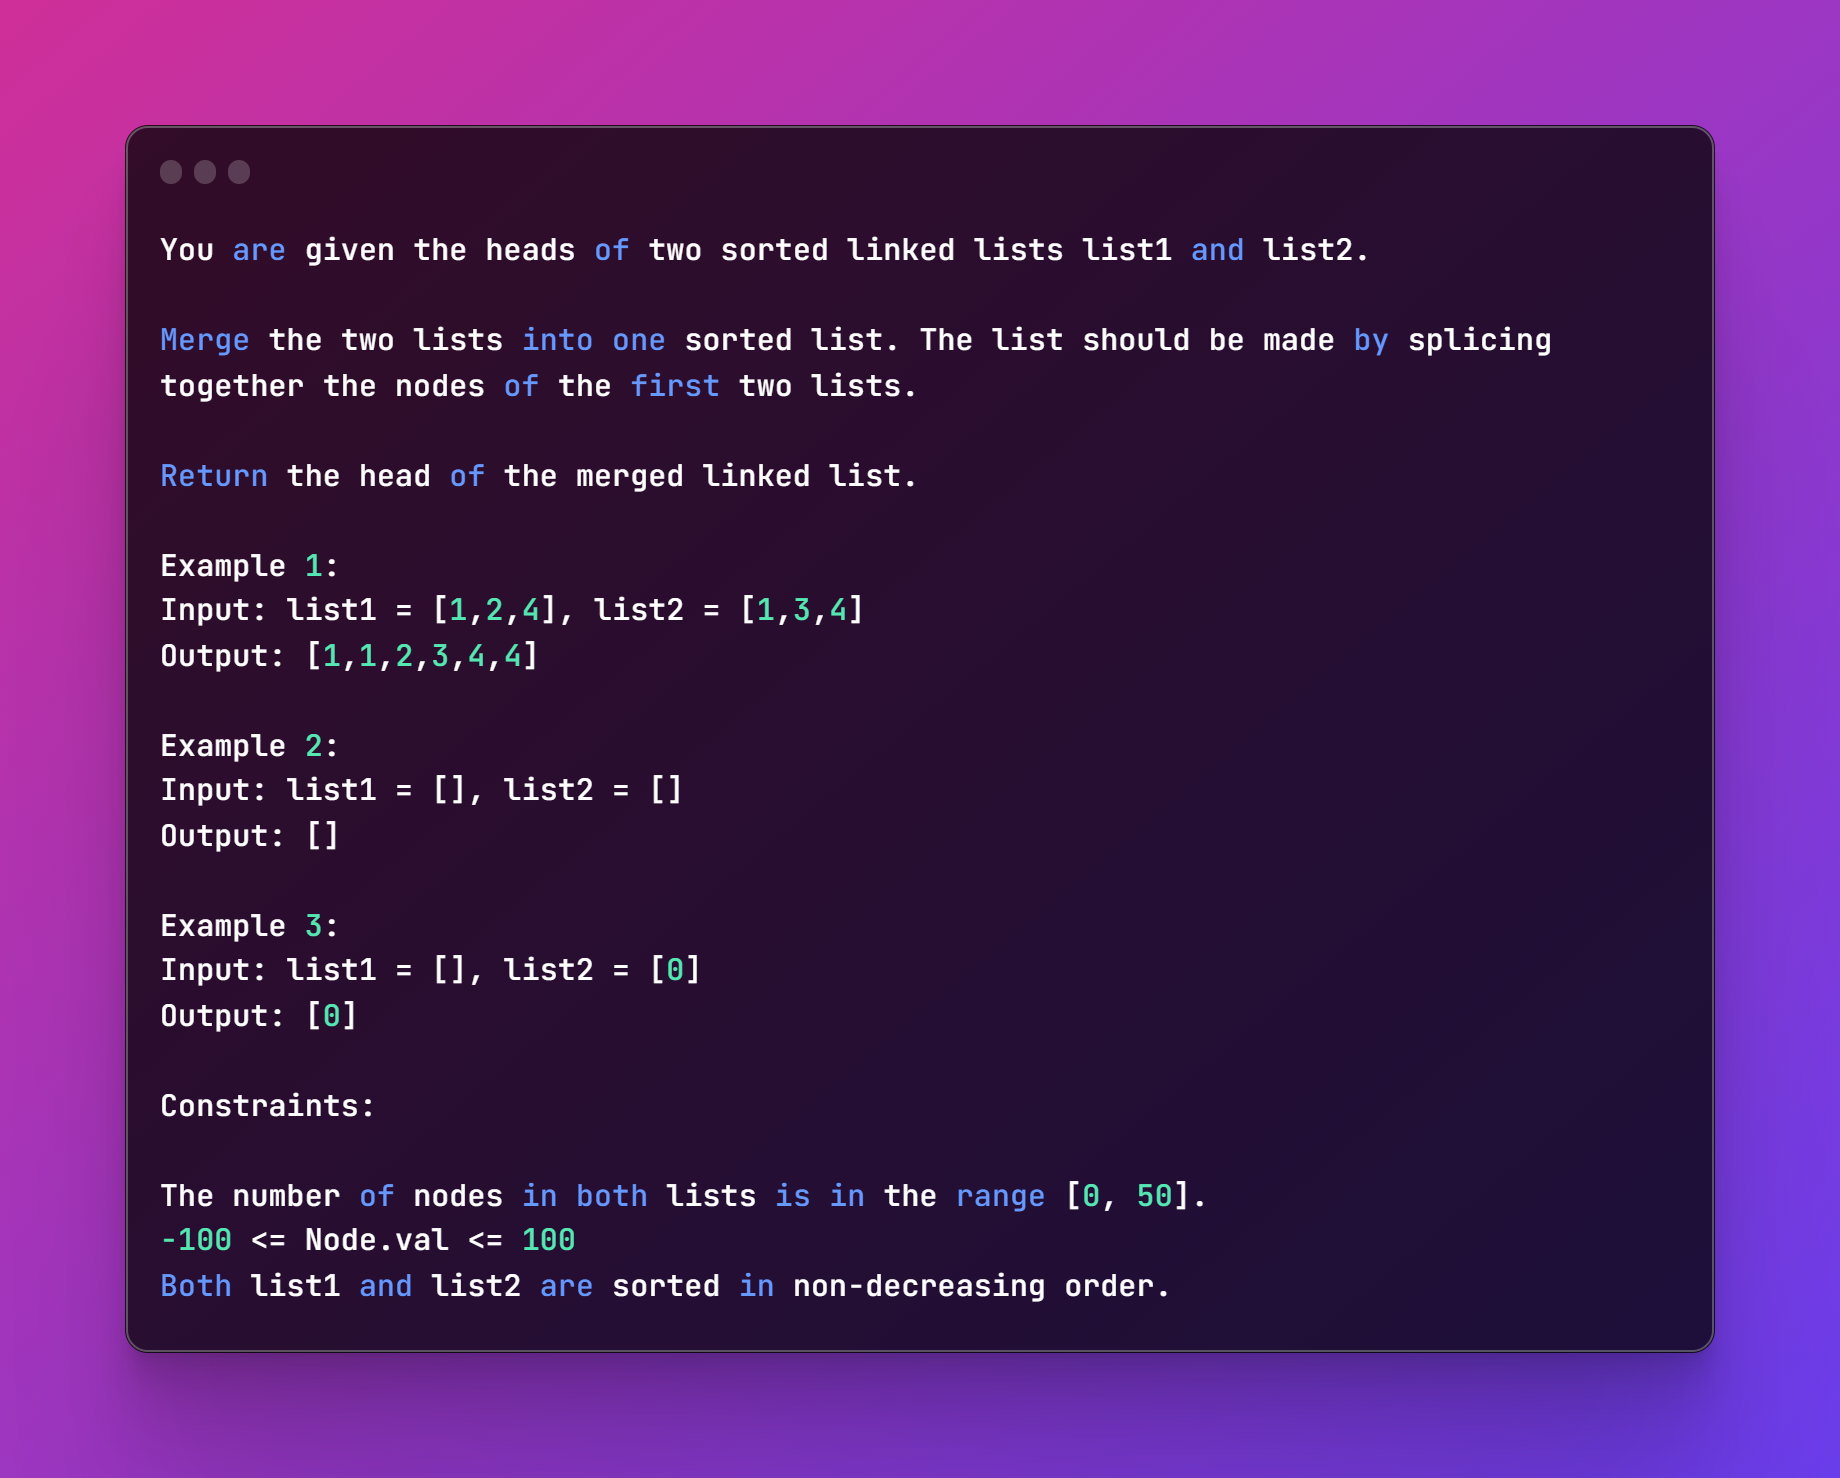 You are given the heads of two sorted linked lists list1 and list2.
Merge the two lists into one sorted list. The list should be made by splicing
together the nodes of the first two lists.
Return the head of the merged linked list.
Example 1:
Input: list1 = [1,2,4], list2 = [1,3,4]
Output: [1,1,2,3,4,4]
Example 2:
Input: list1 = [], list2 = []
Output: []
Example 3:
Input: list1 = [], list2 = [0]
Output: [0]
Constraints:
The number of nodes in both lists is in the range [0, 50].
-100 <= Node.val <= 100
Both list1 and list2 are sorted in non-decreasing order.